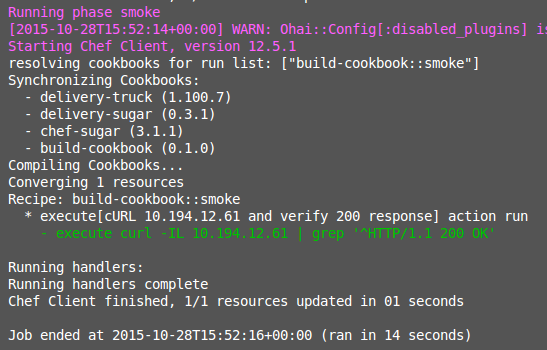 Running phase smoke
[2015-10-28T15:52:14+00:00] WARN: Ohai::Config[:disabled_plugins] is
Starting Chef Client, version 12.5.1
resolving cookbooks for run list: ["build-cookbook::smoke"]
Synchronizing Cookbooks:
  - delivery-truck (1.100.7)
  - delivery-sugar (0.3.1)
  - chef-sugar (3.1.1)
  - build-cookbook (0.1.0)
Compiling Cookbooks...
Converging 1 resources
Recipe: build-cookbook::smoke
  * execute[cURL 10.194.12.61 and verify 200 response] action run
    - execute curl -IL 10.194.12.61 | grep '^HTTP/1.1 200 OK'
Running handlers:
Running handlers complete
Chef Client finished, 1/1 resources updated in 01 seconds
Job ended at 2015-10-28T15:52:16+00:00 (ran in 14 seconds)